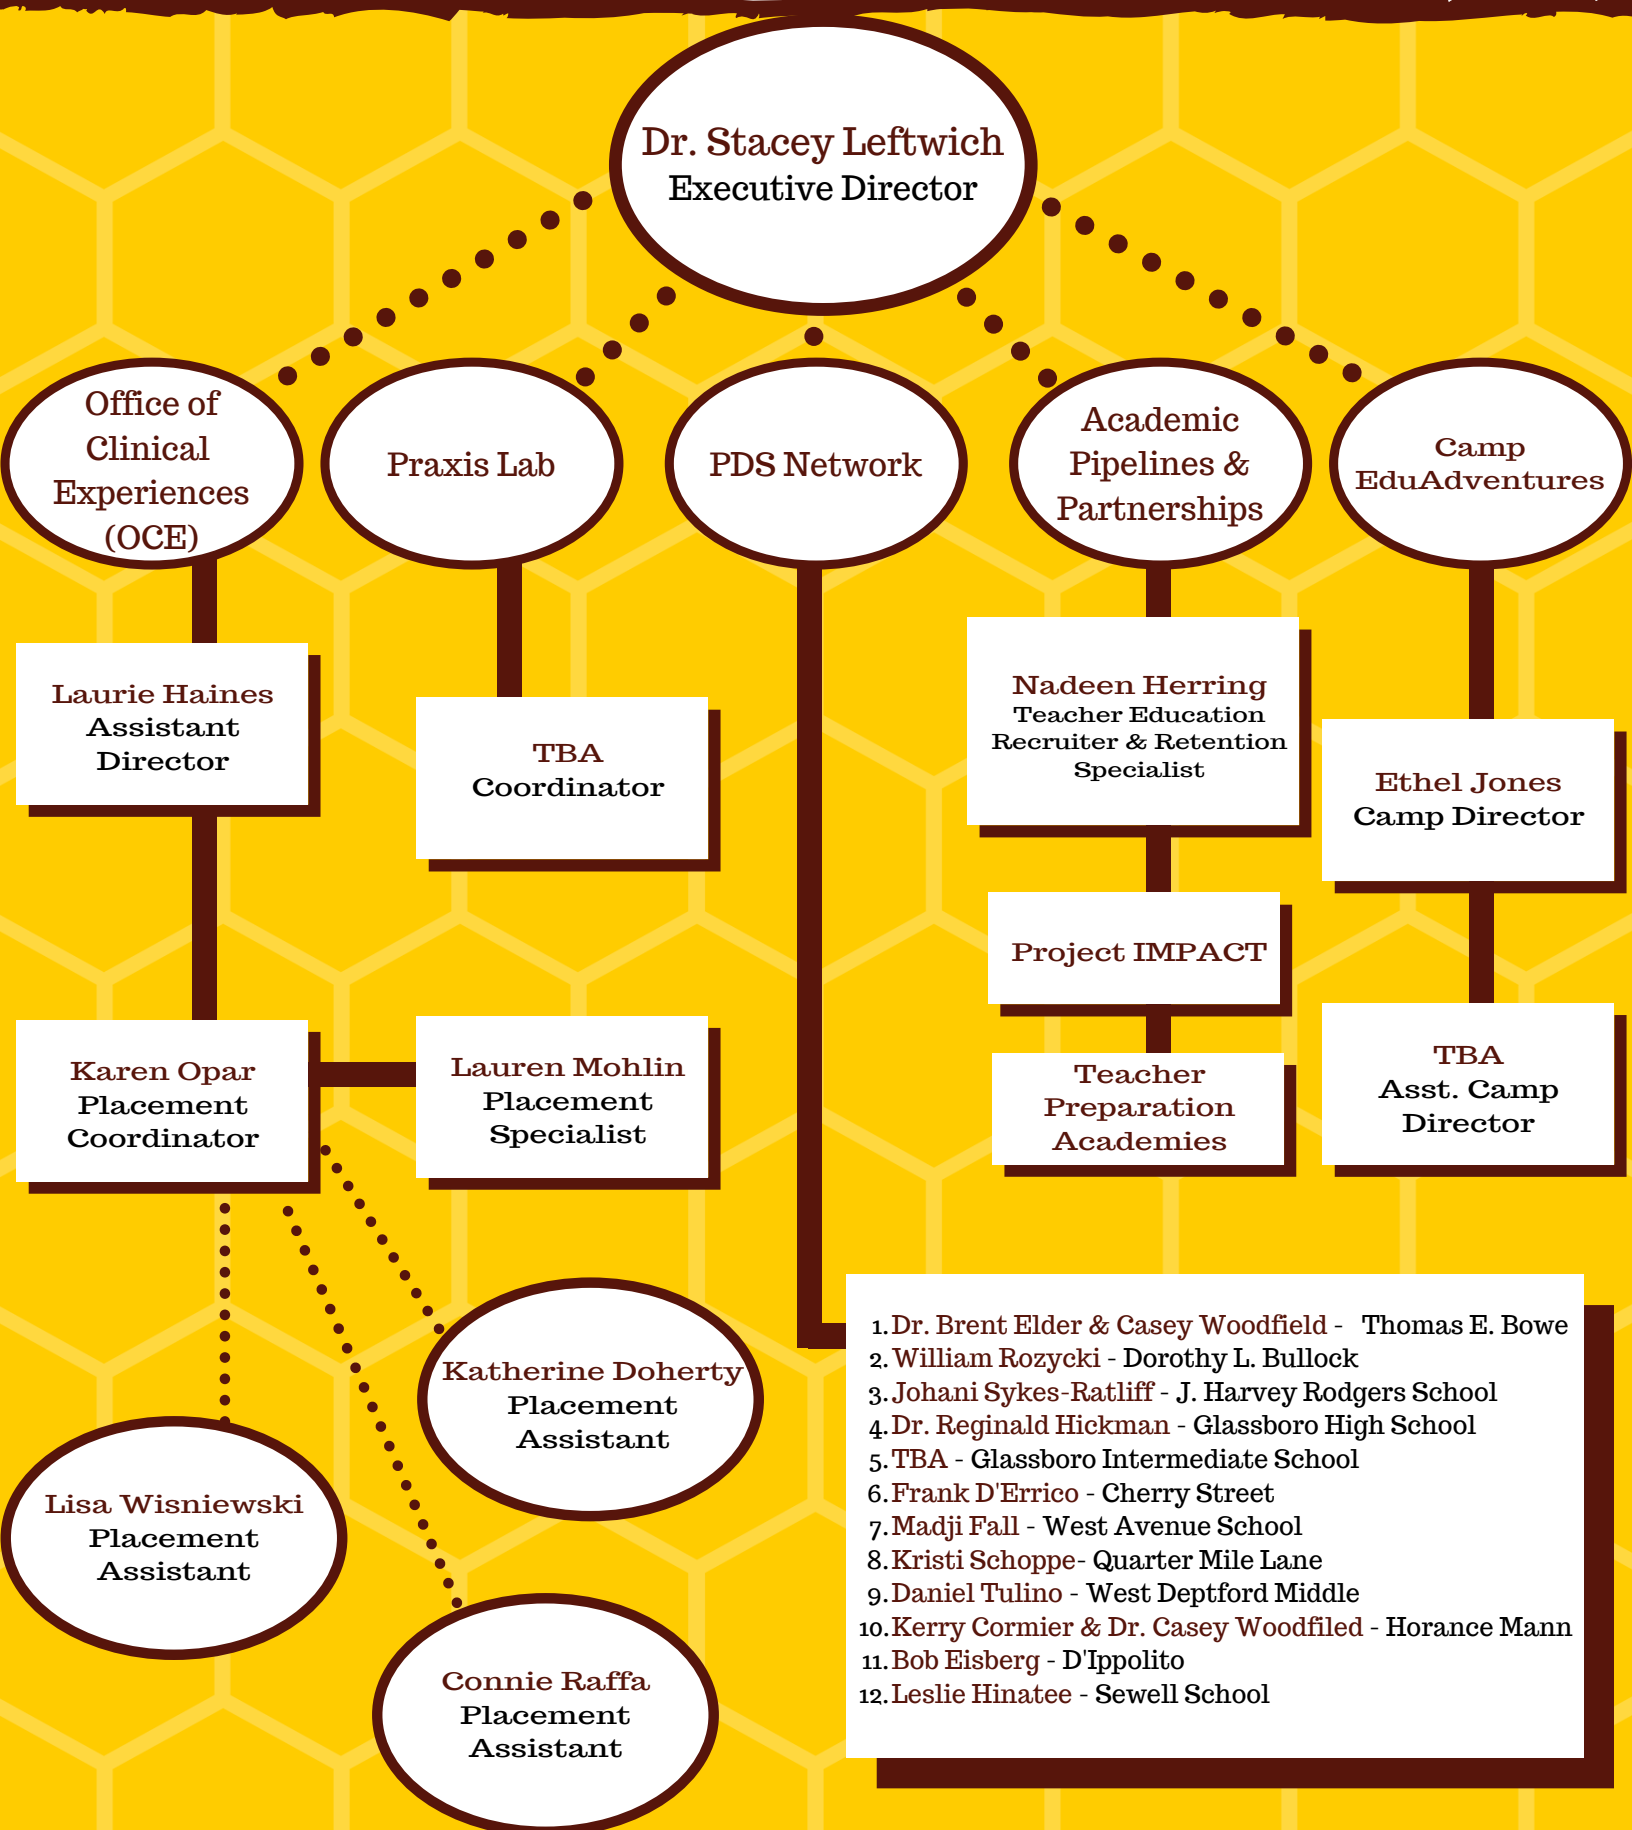 Dr. Stacey Leftwich
Executive Director
Office of
Clinical
Experiences
(OCE)
Praxis Lab
PDS Network
Academic
Pipelines &
Partnerships
Camp
EduAdventures
Laurie Haines
Assistant
Director
TBA
Coordinator
Nadeen Herring
Teacher Education
Recruiter & Retention
Specialist
Ethel Jones
Camp Director
Project IMPACT
Karen Opar
Placement
Coordinator
Lauren Mohlin
Placement
Specialist
Teacher
Preparation
Academies
TBA
Asst. Camp
Director
Katherine Doherty
Placement
Assistant
Lisa Wisniewski
Placement
Assistant
Connie Raffa
Placement
Assistant
1. Dr. Brent Elder & Casey Woodfield - Thomas E. Bowe
2. William Rozycki - Dorothy L. Bullock
3. Johani Sykes-Ratliff - J. Harvey Rodgers School
4. Dr. Reginald Hickman - Glassboro High School
5. TBA - Glassboro Intermediate School
6. Frank D'Errico - Cherry Street
7. Madji Fall - West Avenue School
8. Kristi Schoppe- Quarter Mile Lane
9. Daniel Tulino - West Deptford Middle
10. Kerry Cormier & Dr. Casey Woodfiled - Horance Mann
11. Bob Eisberg - D'Ippolito
12. Leslie Hinatee - Sewell School